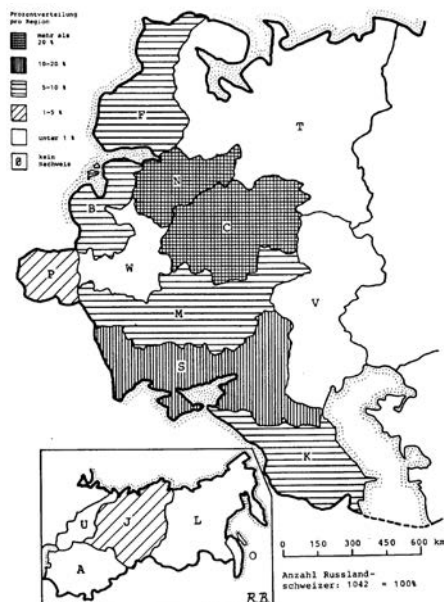 Prozentverteilung
pro Region
mehr als
20 %
10-20 %
5-10 %
1-5 %
unter 1 %
Ø kein
Nachweis
F
T
N
B
C
P
W
V
M
S
K
U
J
L
A
O
RB
0 150 300 450 600 km
Anzahl Russland-
schweizer: 1042 = 100%